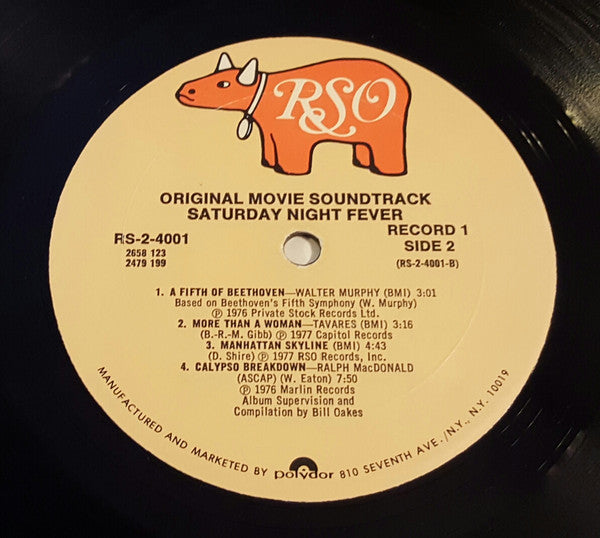 RSO
ORIGINAL MOVIE SOUNDTRACK
SATURDAY NIGHT FEVER
RS-2-4001
2658 123
2479 199
RECORD 1
SIDE 2
(RS-2-4001-B)
1. A FIFTH OF BEETHOVEN—WALTER MURPHY (BMI) 3:01
Based on Beethoven's Fifth Symphony (W. Murphy)
Ⓟ 1976 Private Stock Records Ltd.
2. MORE THAN A WOMAN—TAVARES (BMI) 3:16
(B.-R.-M. Gibb) Ⓟ 1977 Capitol Records
3. MANHATTAN SKYLINE (BMI) 4:43
(D. Shire) Ⓟ 1977 RSO Records, Inc.
4. CALYPSO BREAKDOWN—RALPH MacDONALD
(ASCAP) (W. Eaton) 7:50
Ⓟ 1976 Marlin Records
Album Supervision and
Compilation by Bill Oakes
MANUFACTURED AND MARKETED BY polydor 810 SEVENTH AVE./N.Y., N.Y. 10019